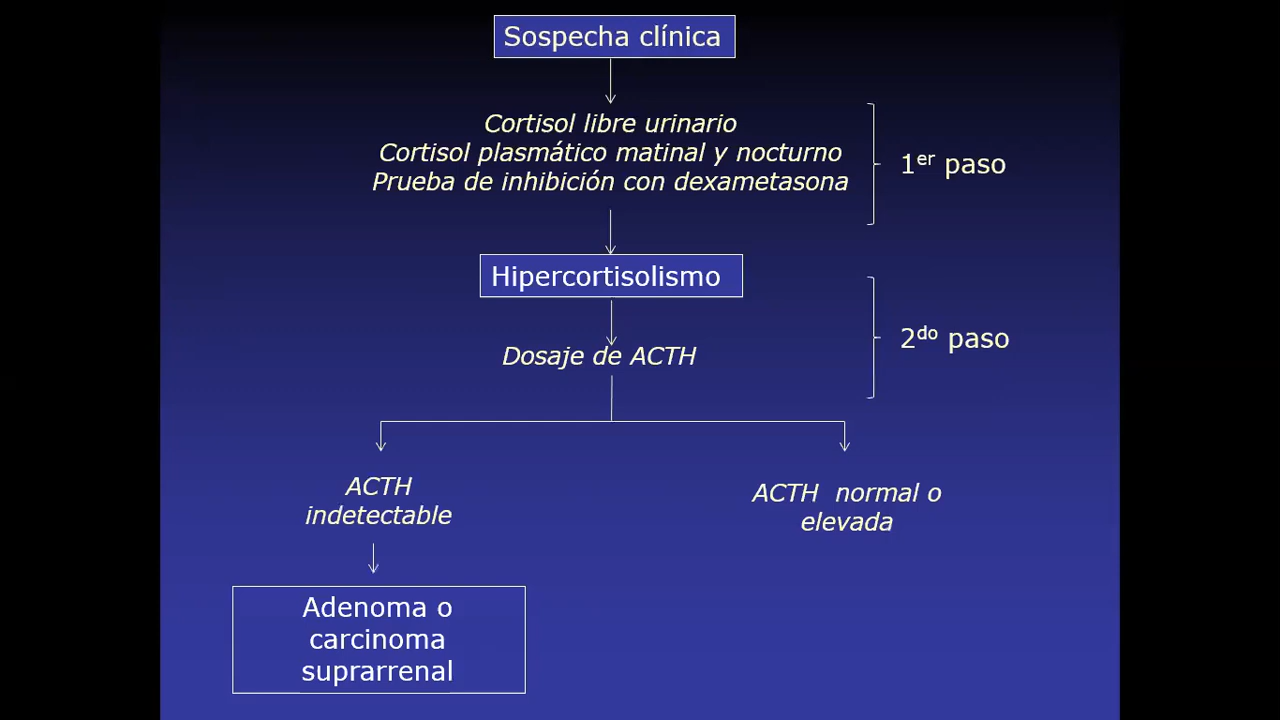 Sospecha clínica
Cortisol libre urinario
Cortisol plasmático matinal y nocturno
Prueba de inhibición con dexametasona
1er paso
Hipercortisolismo
2do paso
Dosaje de ACTH
ACTH
indetectable
ACTH normal o
elevada
Adenoma o
carcinoma
suprarrenal